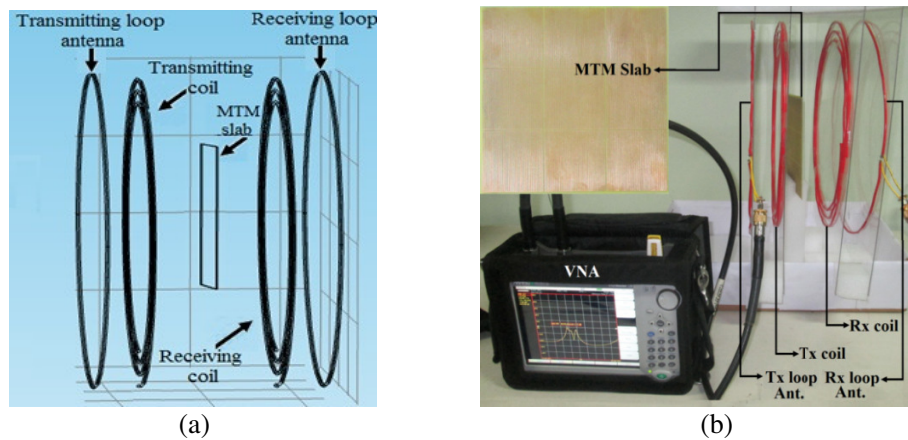 Transmitting loop
antenna
Receiving loop
antenna
Transmitting
coil
MTM
slab
Receiving
coil
(a)
MTM Slab
VNA
Rx coil
Tx coil
Tx loop
Ant.
Rx loop
Ant.
(b)